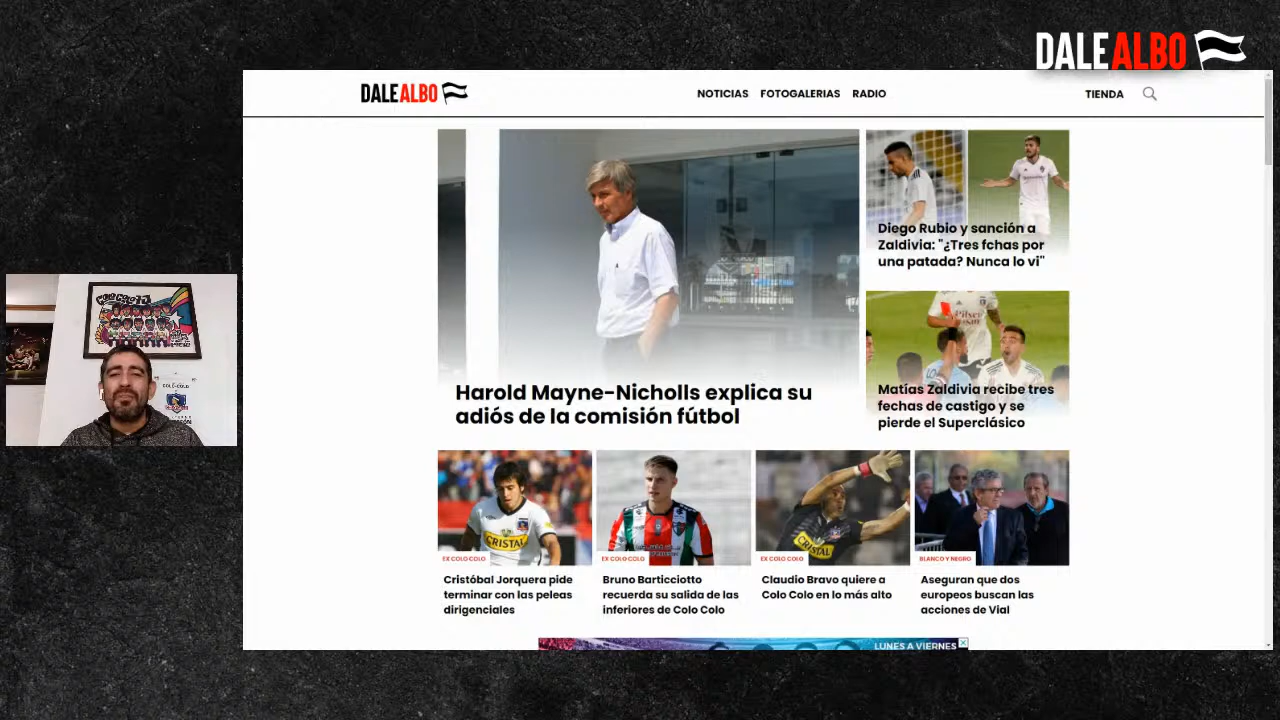 DALEALBO
DALEALBO
NOTICIAS FOTOGALERIAS RADIO
TIENDA
Harold Mayne-Nicholls explica su
adiós de la comisión fútbol
Diego Rubio y sanción a
Zaldivia: "¿Tres fchas por
una patada? Nunca lo vi"
Matías Zaldivia recibe tres
fechas de castigo y se
pierde el Superclásico
CRISTAL
EX COLO COLO
Cristóbal Jorquera pide
terminar con las peleas
dirigenciales
EX COLO COLO
Bruno Barticciotto
recuerda su salida de las
inferiores de Colo Colo
CRISTAL
EX COLO COLO
Claudio Bravo quiere a
Colo Colo en lo más alto
BLANCO Y NEGRO
Aseguran que dos
europeos buscan las
acciones de Vial
LUNES A VIERNES
COLO-COLO